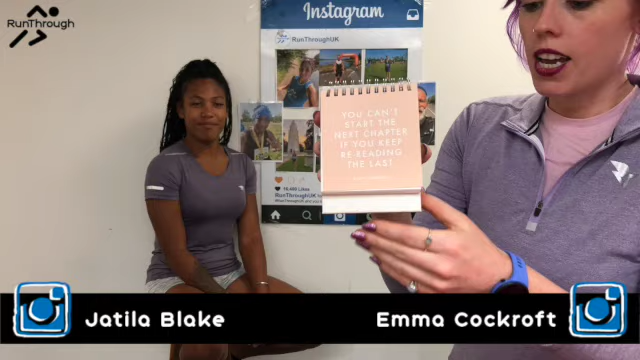 RunThrough
Instagram
RunThroughUK
YOU CAN'T
START THE
NEXT CHAPTER
IF YOU KEEP
RE READING
THE LAST
Jatila Blake
Emma Cockroft